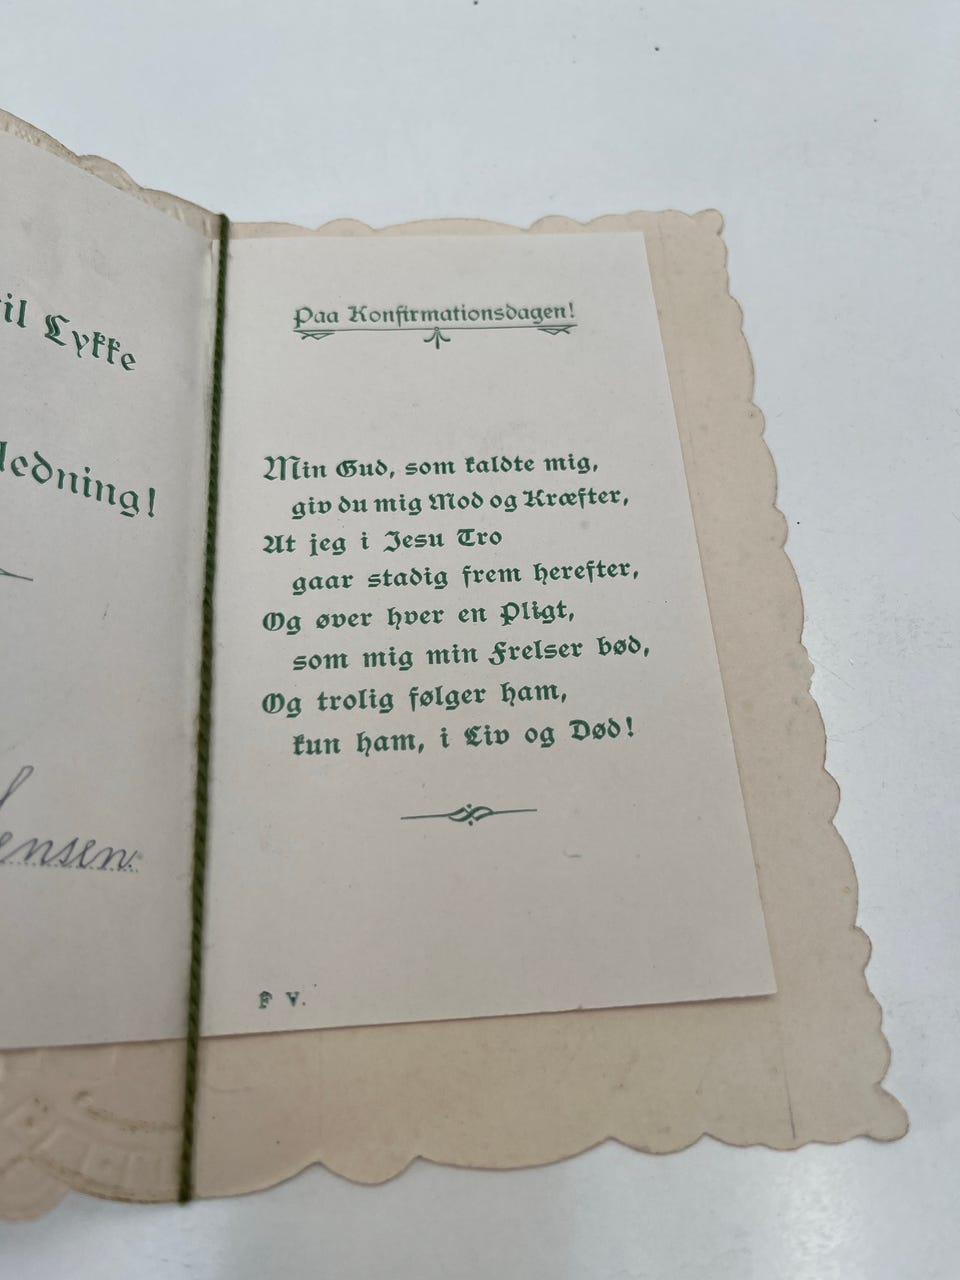 til Lykke
ledning!
ensen
Paa Konfirmationsdagen!
Min Gud, som kaldte mig,
giv du mig Mod og Kræfter,
At jeg i Jesu Tro
gaar stadig frem herefter,
Og øver hver en Pligt,
som mig min Frelser bød,
Og trolig følger ham,
kun ham, i Liv og Død!
F V.